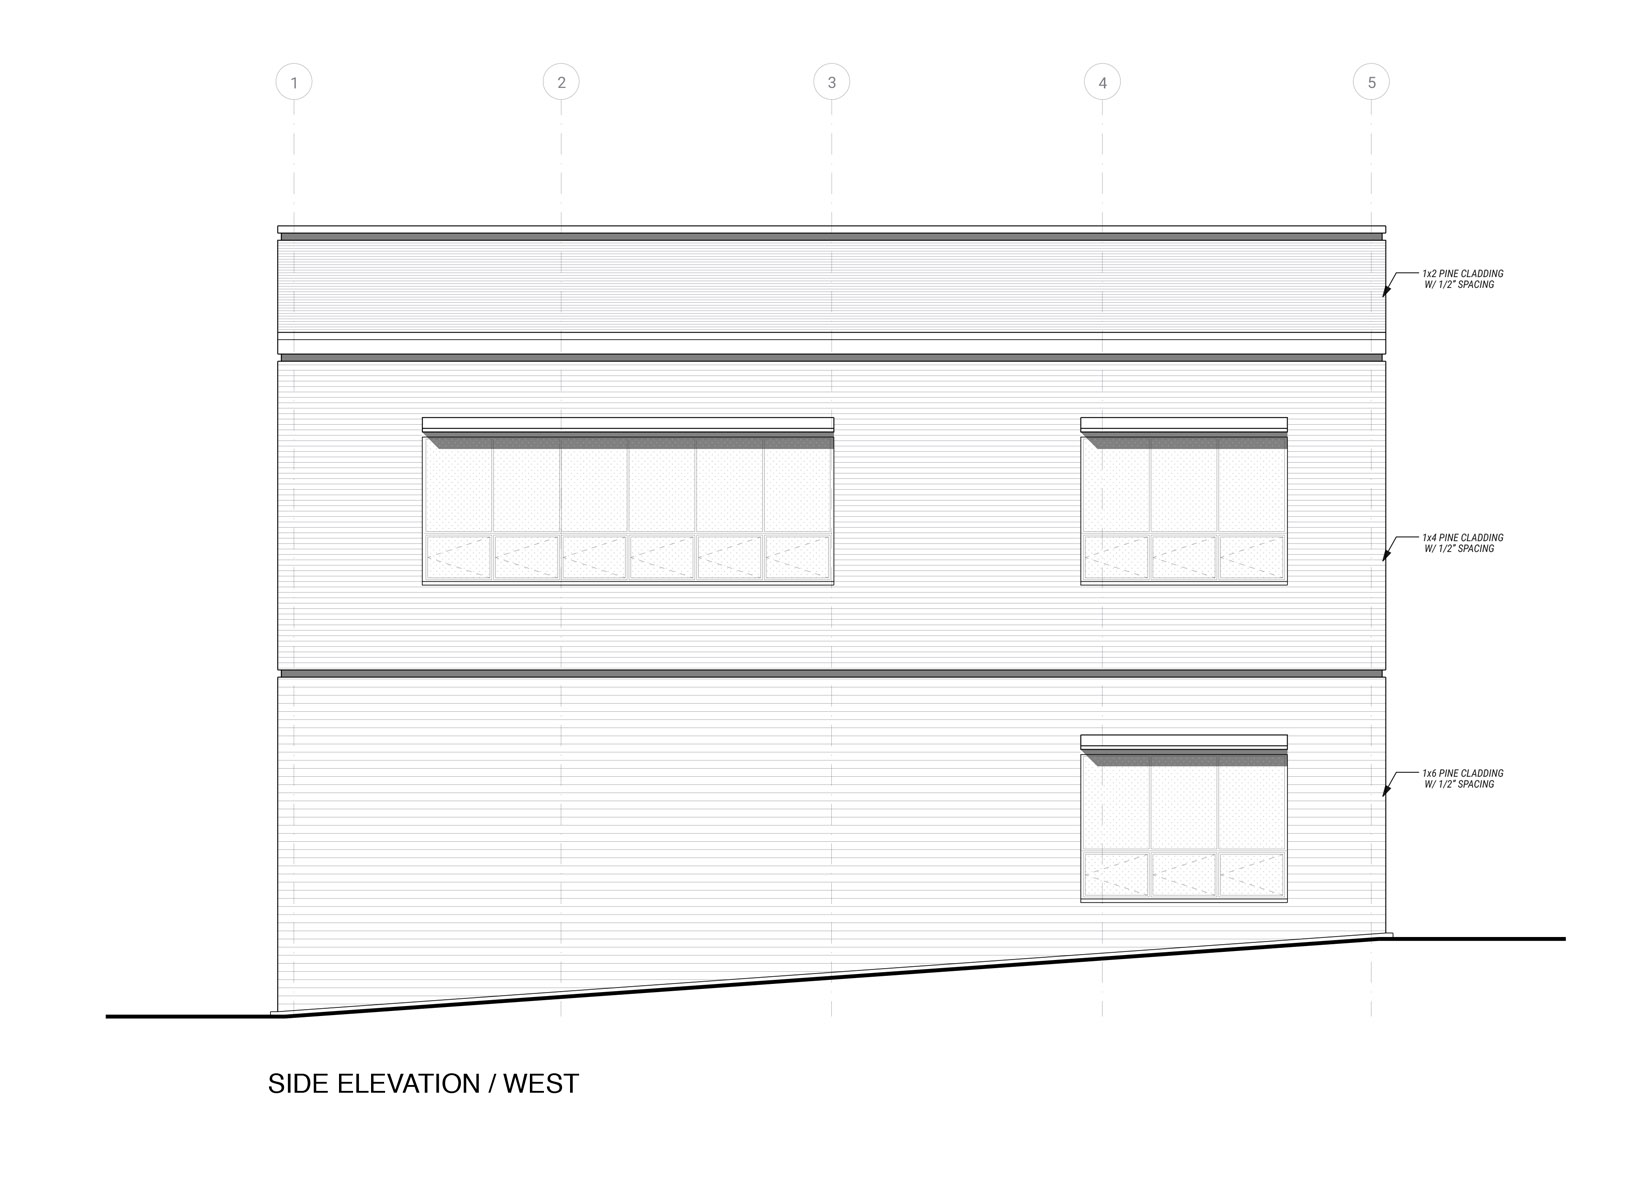 1 2 3 4 5
1x2 PINE CLADDING
W/ 1/2" SPACING
1x4 PINE CLADDING
W/ 1/2" SPACING
1x6 PINE CLADDING
W/ 1/2" SPACING
SIDE ELEVATION / WEST